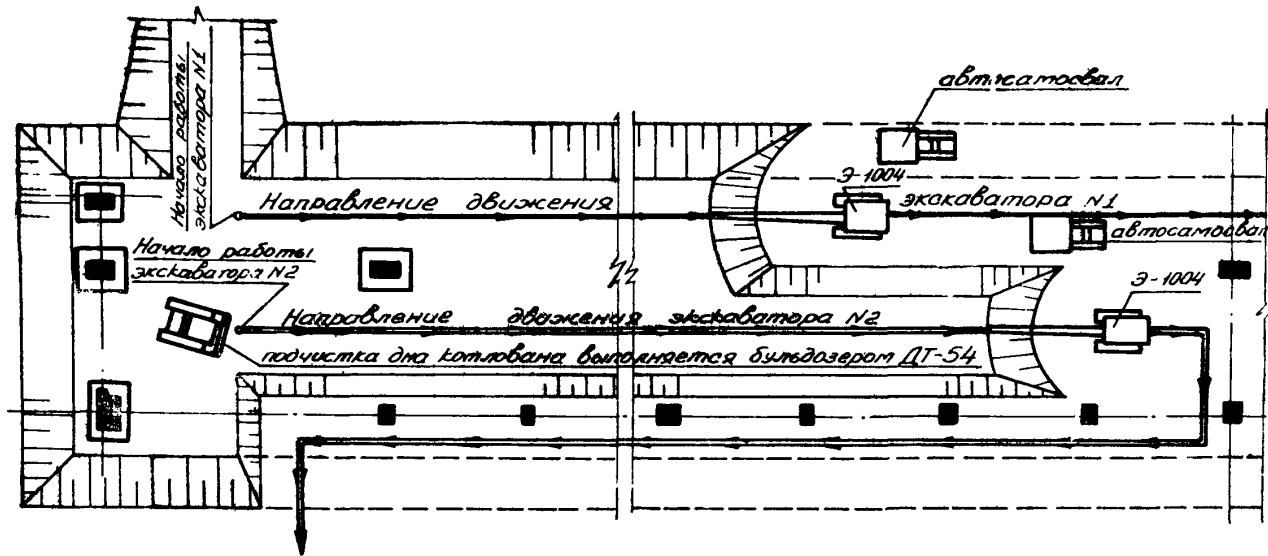 Начало работы
экскаватора N1
автосамосвал
Э-1004
Направление движения экскаватора N1
автосамосвал
Начало работы
экскаватора N2
Э-1004
Направление движения экскаватора N2
подчистка дна котлована выполняется бульдозером ДТ-54